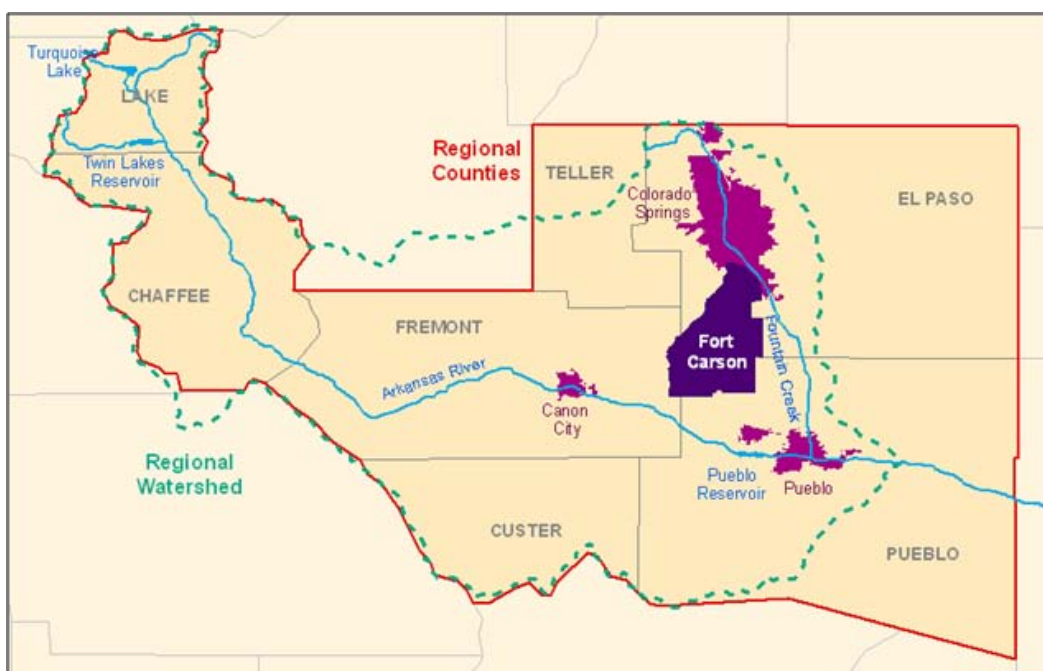 Turquoise
Lake
LAKE
Twin Lakes
Reservoir
Regional
Counties
TELLER
Colorado
Springs
EL PASO
CHAFFEE
FREMONT
Fort
Carson
Fountain Creek
Arkansas River
Canon
City
Regional
Watershed
Pueblo
Reservoir
Pueblo
CUSTER
PUEBLO